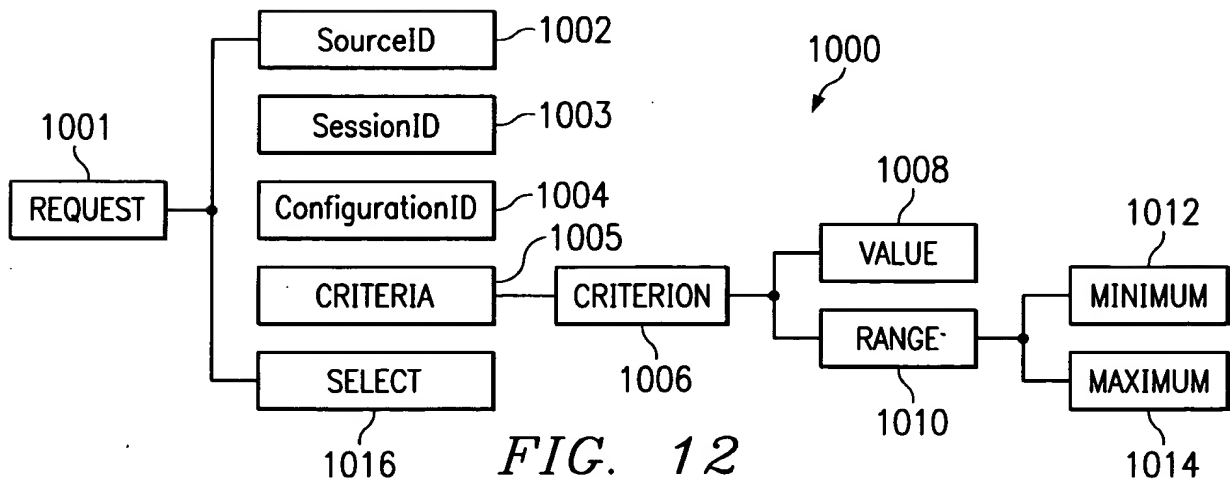 SourceID
1002
1000
SessionID
1003
1001
REQUEST
ConfigurationID
1004
1008
VALUE
1005
CRITERIA
CRITERION
1006
1012
MINIMUM
RANGE
1010
SELECT
1016
MAXIMUM
1014
FIG. 12